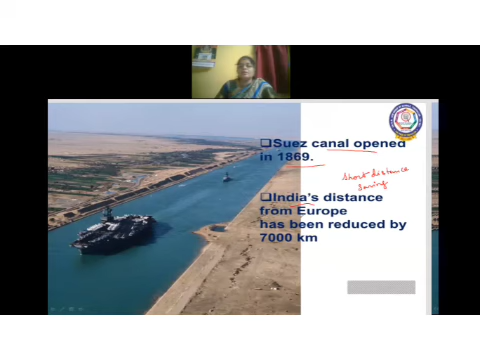 ❑Suez canal opened
in 1869.
Short distance
saving
❑India's distance
from Europe
has been reduced by
7000 km